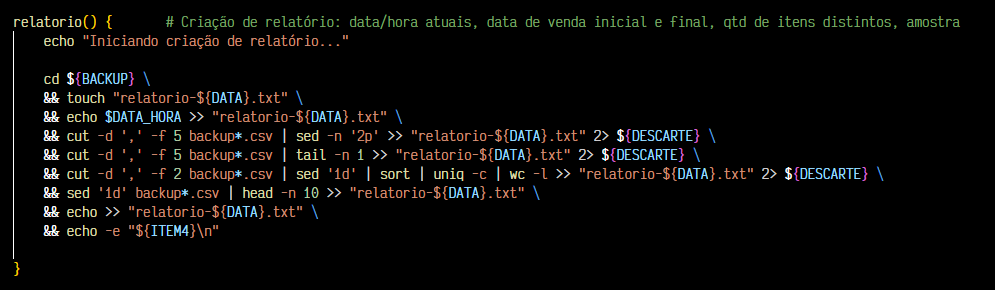 relatorio() {       # Criação de relatório: data/hora atuais, data de venda inicial e final, qtd de itens distintos, amostra
    echo "Iniciando criação de relatório..."
    cd ${BACKUP} \
    && touch "relatorio-${DATA}.txt" \
    && echo $DATA_HORA >> "relatorio-${DATA}.txt" \
    && cut -d ',' -f 5 backup*.csv | sed -n '2p' >> "relatorio-${DATA}.txt" 2> ${DESCARTE} \
    && cut -d ',' -f 5 backup*.csv | tail -n 1 >> "relatorio-${DATA}.txt" 2> ${DESCARTE} \
    && cut -d ',' -f 2 backup*.csv | sed '1d' | sort | uniq -c | wc -l >> "relatorio-${DATA}.txt" 2> ${DESCARTE} \
    && sed '1d' backup*.csv | head -n 10 >> "relatorio-${DATA}.txt" \
    && echo >> "relatorio-${DATA}.txt" \
    && echo -e "${ITEM4}\n"
}